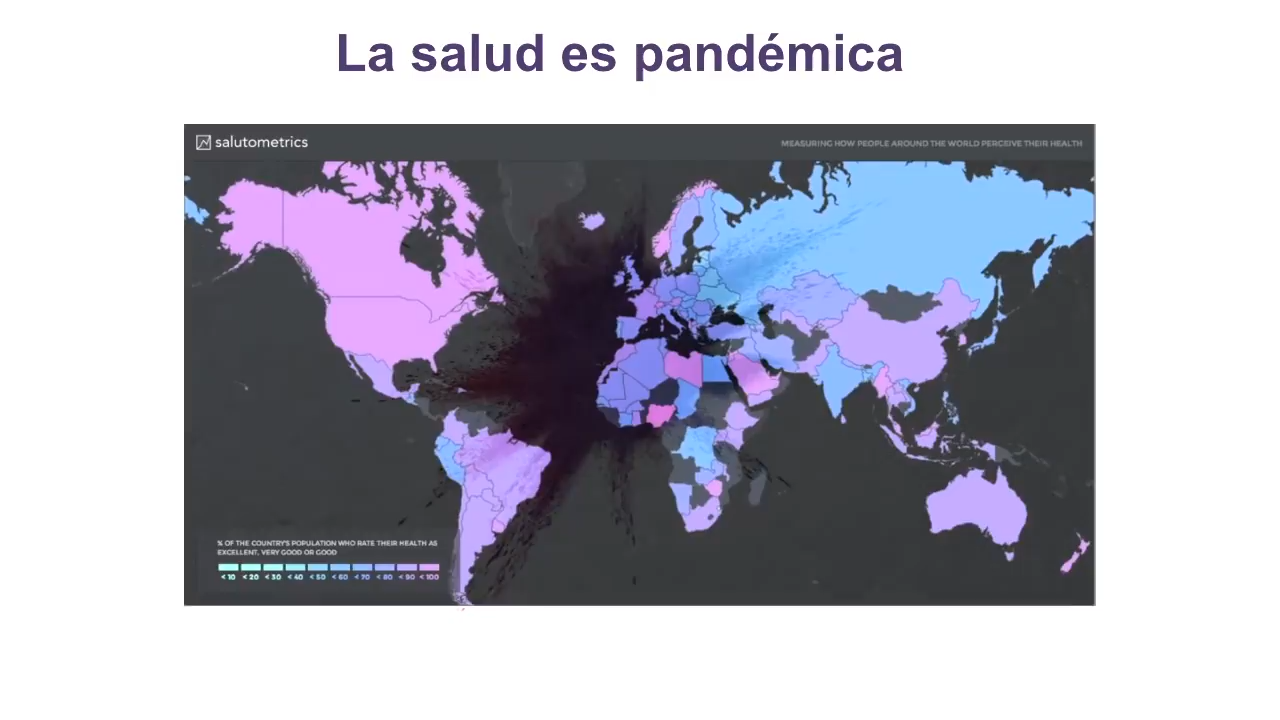 La salud es pandémica
salutometrics
MEASURING HOW PEOPLE AROUND THE WORLD PERCEIVE THEIR HEALTH
% OF THE COUNTRY'S POPULATION WHO RATE THEIR HEALTH AS
EXCELLENT, VERY GOOD OR GOOD
< 10 < 20 < 30 < 40 < 50 < 60 < 70 < 80 < 90 < 100